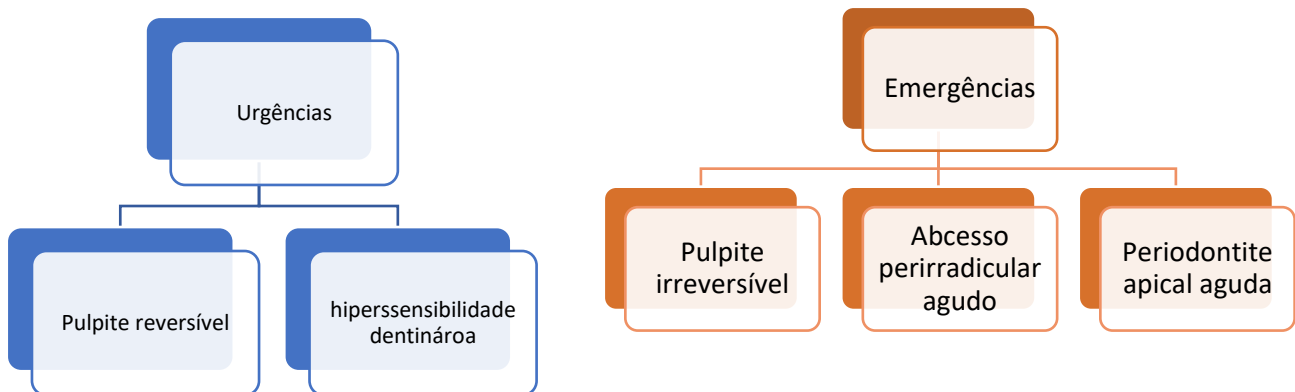 Urgências
Pulpite reversível
hiperssensibilidade
dentinároa
Emergências
Pulpite
irreversível
Abcesso
perirradicular
agudo
Periodontite
apical aguda